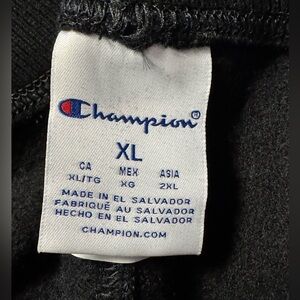 Champion®
XL
CA MEX ASIA
XL/TG XG 2XL
MADE IN EL SALVADOR
FABRIQUÉ AU SALVADOR
HECHO EN EL SALVADOR
CHAMPION.COM